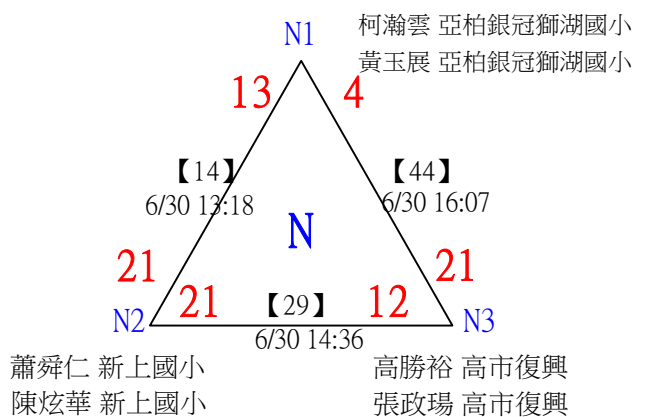 N1
柯瀚雲 亞柏銀冠獅湖國小
黃玉展 亞柏銀冠獅湖國小
13
4
【14】
6/30 13:18
【44】
6/30 16:07
N
21
21
21
【29】
12
N2
6/30 14:36
N3
蕭舜仁 新上國小
陳炫華 新上國小
高勝裕 高市復興
張政瑒 高市復興